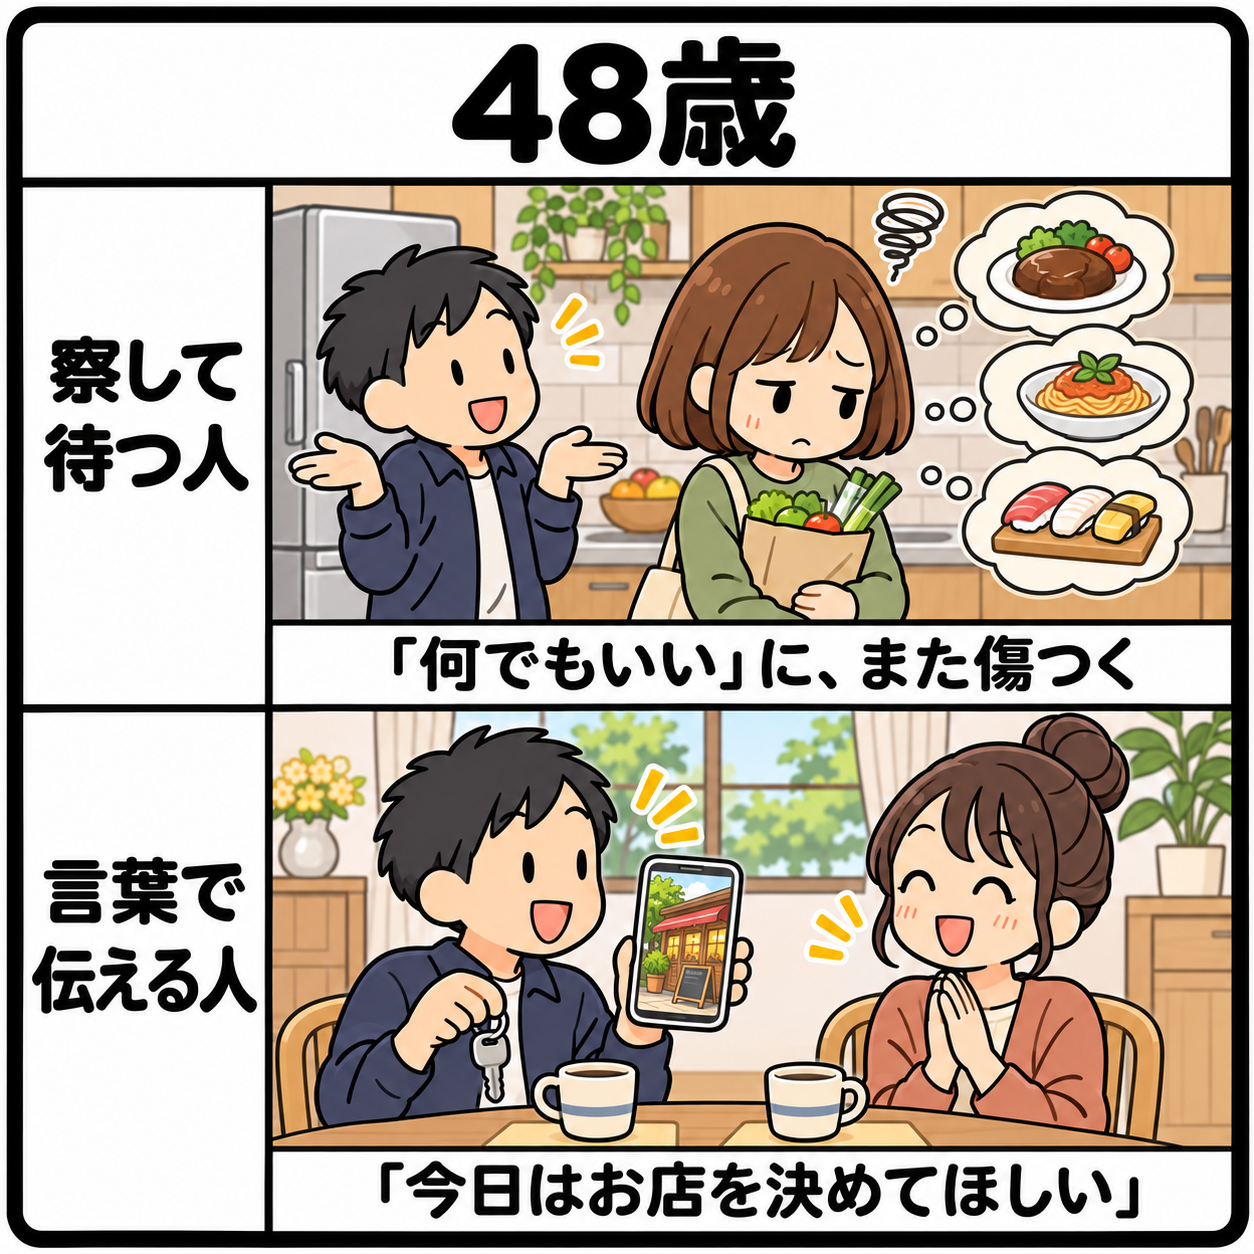 48歳
察して
待つ人
「何でもいい」に、また傷つく
言葉で
伝える人
「今日はお店を決めてほしい」